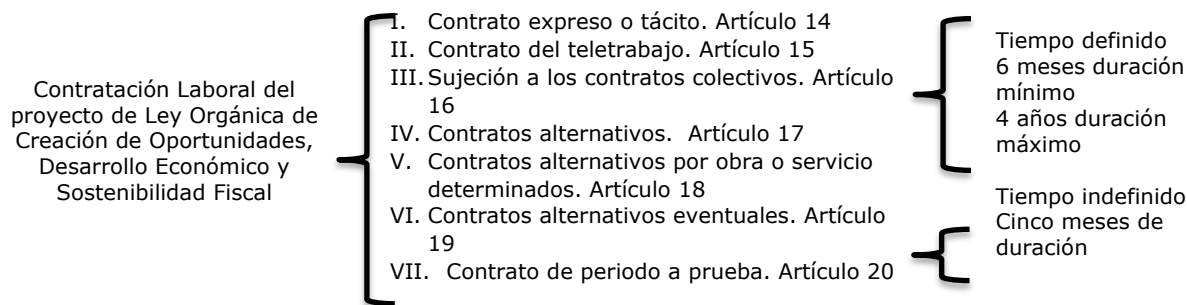 Contratación Laboral del
proyecto de Ley Orgánica de
Creación de Oportunidades,
Desarrollo Económico y
Sostenibilidad Fiscal
I. Contrato expreso o tácito. Artículo 14
II. Contrato del teletrabajo. Artículo 15
III. Sujeción a los contratos colectivos. Artículo
16
IV. Contratos alternativos. Artículo 17
V. Contratos alternativos por obra o servicio
determinados. Artículo 18
VI. Contratos alternativos eventuales. Artículo
19
VII. Contrato de periodo a prueba. Artículo 20
Tiempo definido
6 meses duración
mínimo
4 años duración
máximo
Tiempo indefinido
Cinco meses de
duración